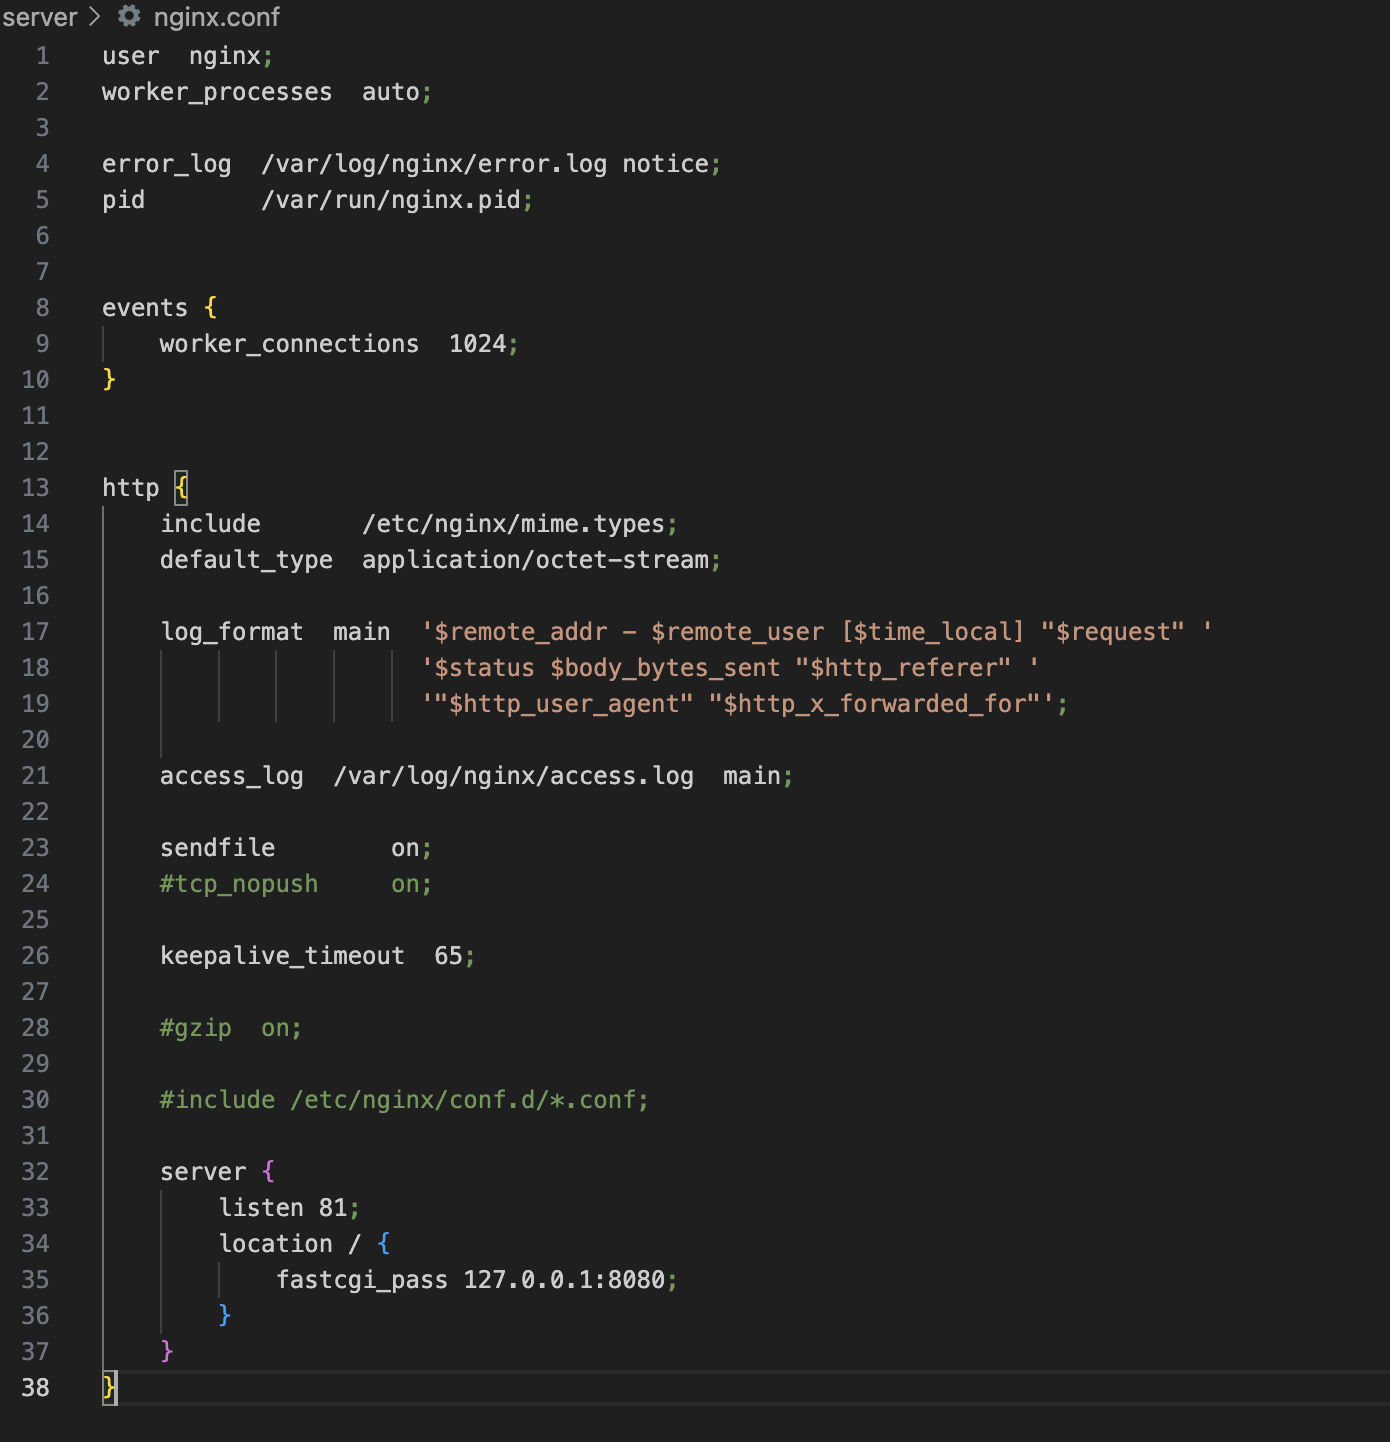 server > nginx.conf
1 user  nginx;
2 worker_processes  auto;
3
4 error_log  /var/log/nginx/error.log notice;
5 pid        /var/run/nginx.pid;
6
7
8 events {
9     worker_connections  1024;
10 }
11
12
13 http {
14     include       /etc/nginx/mime.types;
15     default_type  application/octet-stream;
16
17     log_format  main  '$remote_addr - $remote_user [$time_local] "$request" '
18                       '$status $body_bytes_sent "$http_referer" '
19                       '"$http_user_agent" "$http_x_forwarded_for"';
20
21     access_log  /var/log/nginx/access.log  main;
22
23     sendfile        on;
24     #tcp_nopush     on;
25
26     keepalive_timeout  65;
27
28     #gzip  on;
29
30     #include /etc/nginx/conf.d/*.conf;
31
32     server {
33         listen 81;
34         location / {
35             fastcgi_pass 127.0.0.1:8080;
36         }
37     }
38 }